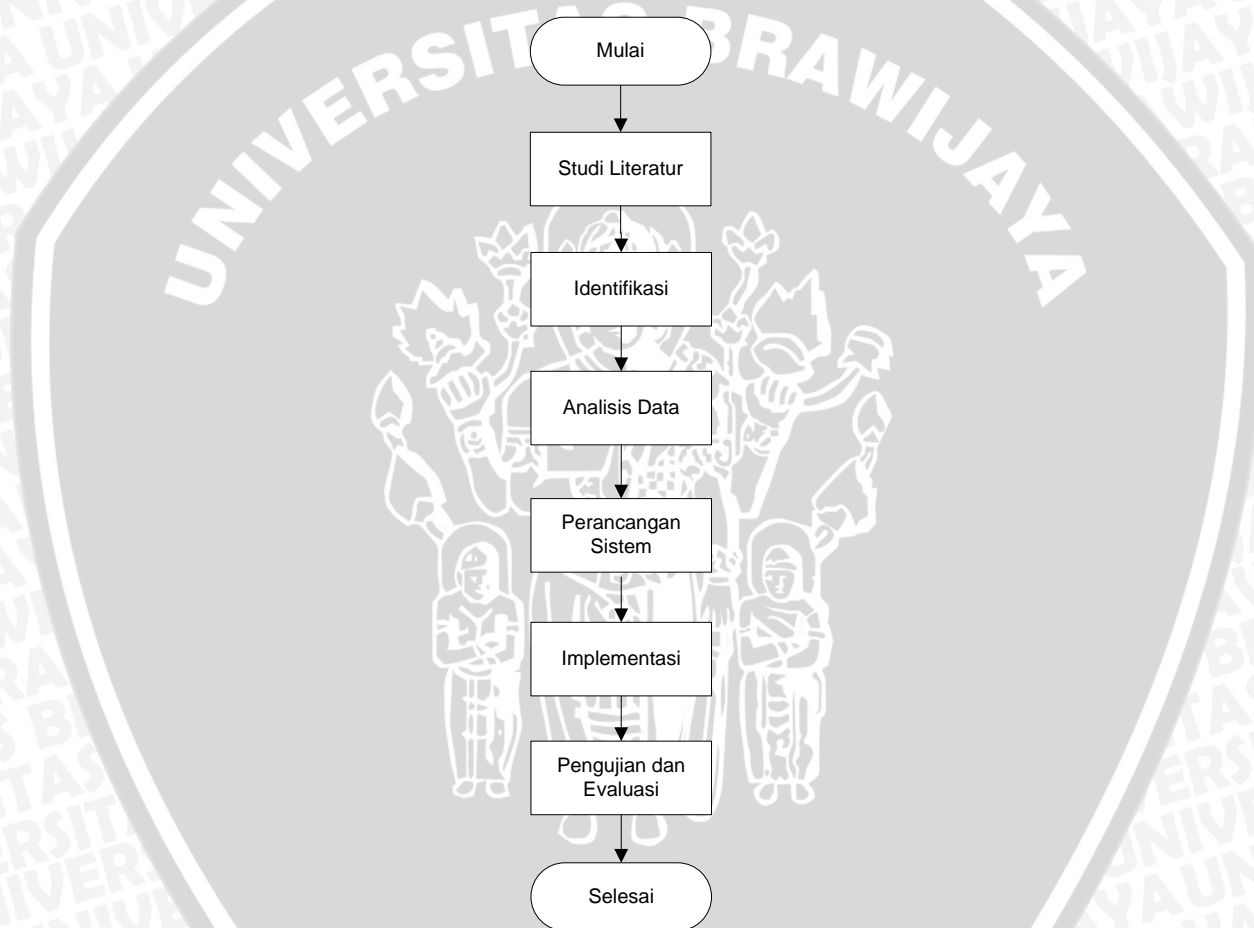 UNIVERSITAS BRAWIJAYA
Mulai
Studi Literatur
Identifikasi
Analisis Data
Perancangan
Sistem
Implementasi
Pengujian dan
Evaluasi
Selesai